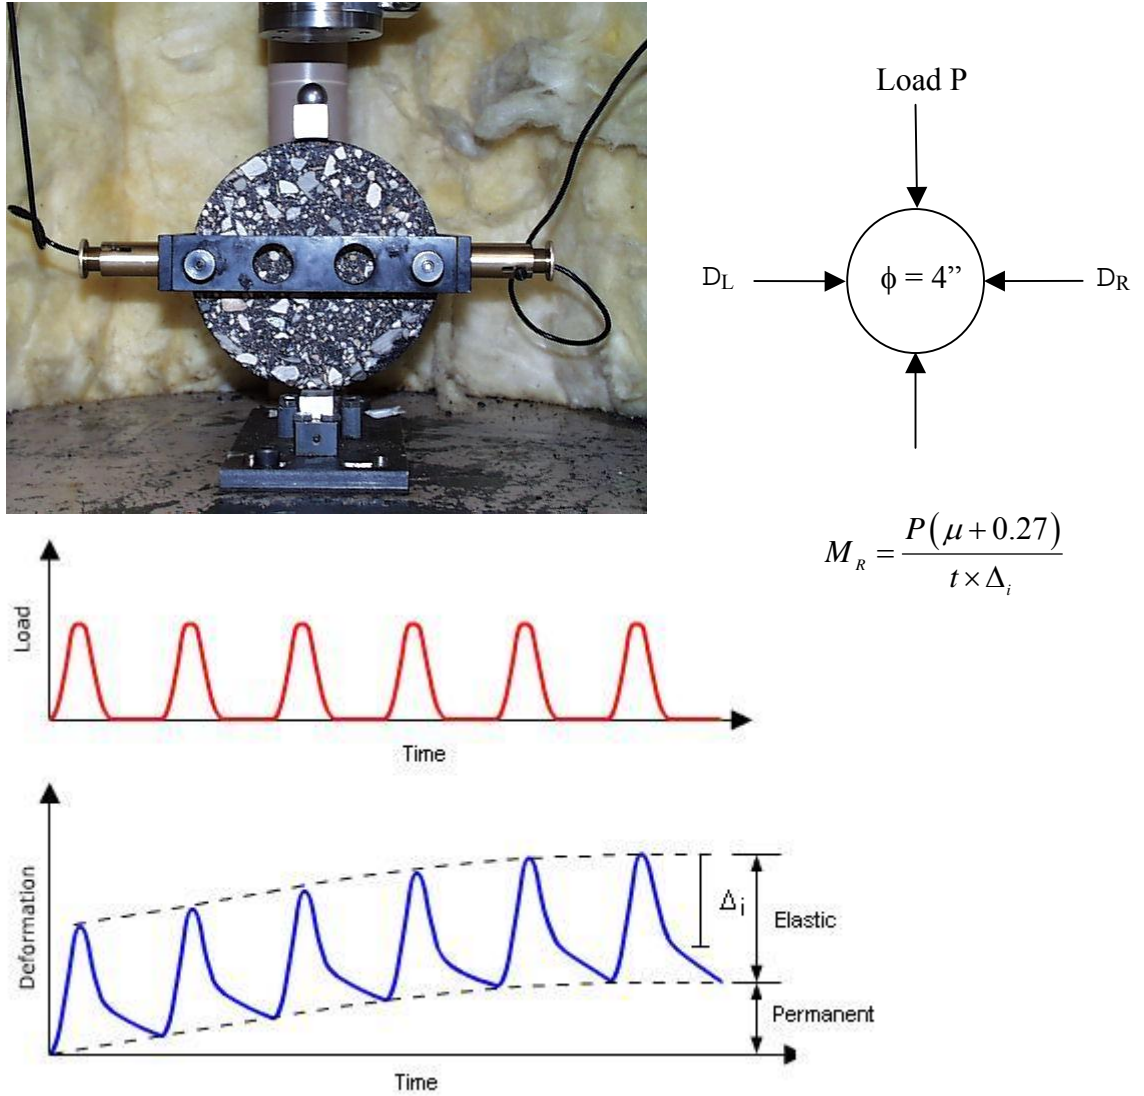 Load P
D_L
ϕ = 4”
D_R
M_R = P(μ + 0.27) / t × Δ_i
Load
Time
Deformation
Δ_i
Elastic
Permanent
Time